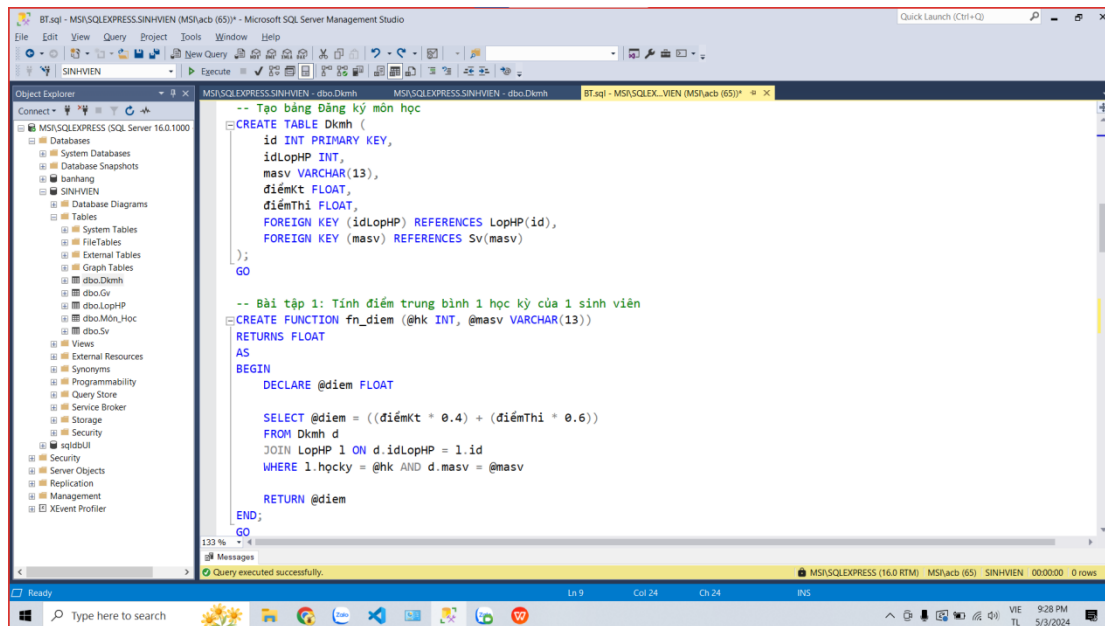 BT.sql - MSI\SQLEXPRESS.SINHVIEN (MSI\acb (65))* - Microsoft SQL Server Management Studio
Quick Launch (Ctrl+Q)
File Edit View Query Project Tools Window Help
New Query
SINHVIEN
Execute
Object Explorer
MSI\SQLEXPRESS.SINHVIEN - dbo.Dkmh
MSI\SQLEXPRESS.SINHVIEN - dbo.Dkmh
BT.sql - MSI\SQLEX...VIEN (MSI\acb (65))*
Connect
MSI\SQLEXPRESS (SQL Server 16.0.1000
Databases
System Databases
Database Snapshots
banhang
SINHVIEN
Database Diagrams
Tables
System Tables
FileTables
External Tables
Graph Tables
dbo.Dkmh
dbo.Gv
dbo.LopHP
dbo.Môn_Học
dbo.Sv
Views
External Resources
Synonyms
Programmability
Query Store
Service Broker
Storage
Security
sqldbUI
Security
Server Objects
Replication
Management
XEvent Profiler
-- Tạo bảng Đăng ký môn học
CREATE TABLE Dkmh (
id INT PRIMARY KEY,
idLopHP INT,
masv VARCHAR(13),
điểmKt FLOAT,
điểmThi FLOAT,
FOREIGN KEY (idLopHP) REFERENCES LopHP(id),
FOREIGN KEY (masv) REFERENCES Sv(masv)
);
GO
-- Bài tập 1: Tính điểm trung bình 1 học kỳ của 1 sinh viên
CREATE FUNCTION fn_diem (@hk INT, @masv VARCHAR(13))
RETURNS FLOAT
AS
BEGIN
DECLARE @diem FLOAT
SELECT @diem = ((điểmKt * 0.4) + (điểmThi * 0.6))
FROM Dkmh d
JOIN LopHP l ON d.idLopHP = l.id
WHERE l.họcky = @hk AND d.masv = @masv
RETURN @diem
END;
GO
133 %
Messages
Query executed successfully.
MSI\SQLEXPRESS (16.0 RTM) MSI\acb (65) SINHVIEN 00:00:00 0 rows
Ready
Ln 9 Col 24 Ch 24 INS
Type here to search
Zalo
VIE
TL
9:28 PM
5/3/2024